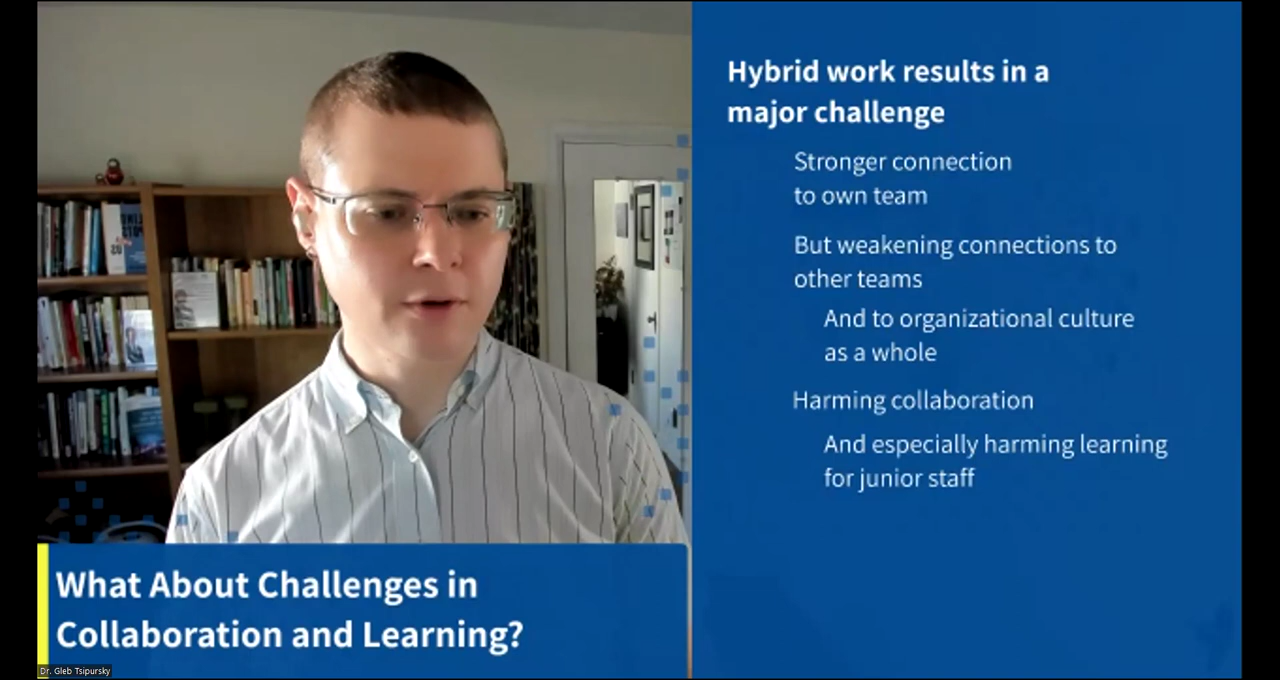 Hybrid work results in a
major challenge
Stronger connection
to own team
But weakening connections to
other teams
And to organizational culture
as a whole
Harming collaboration
And especially harming learning
for junior staff
What About Challenges in
Collaboration and Learning?
Dr. Gleb Tsipursky